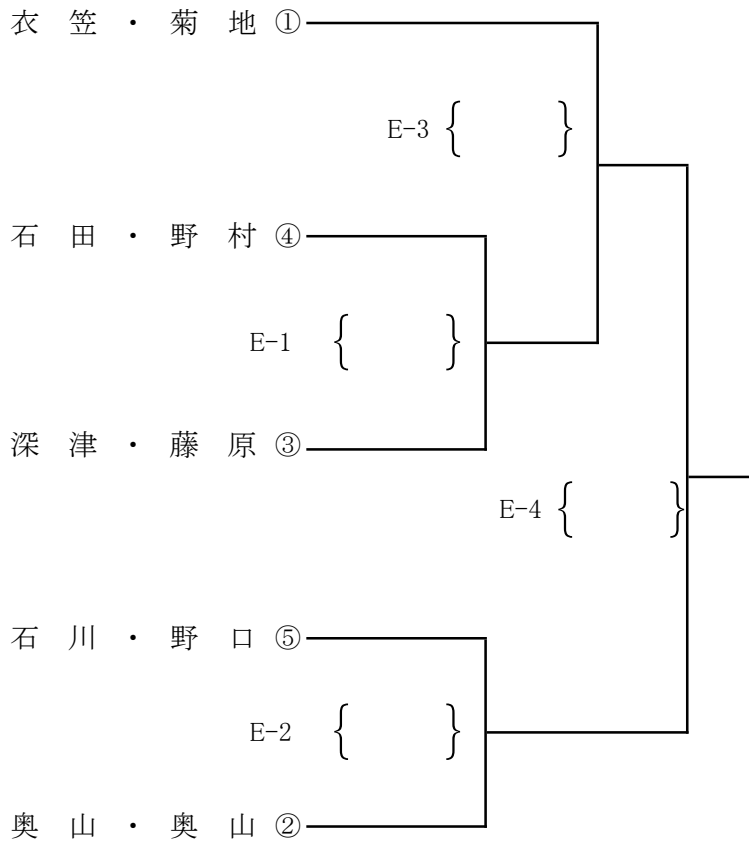 衣 笠 ・ 菊 地 ①
E-3 { }
石 田 ・ 野 村 ④
E-1 { }
深 津 ・ 藤 原 ③
E-4 { }
石 川 ・ 野 口 ⑤
E-2 { }
奥 山 ・ 奥 山 ②